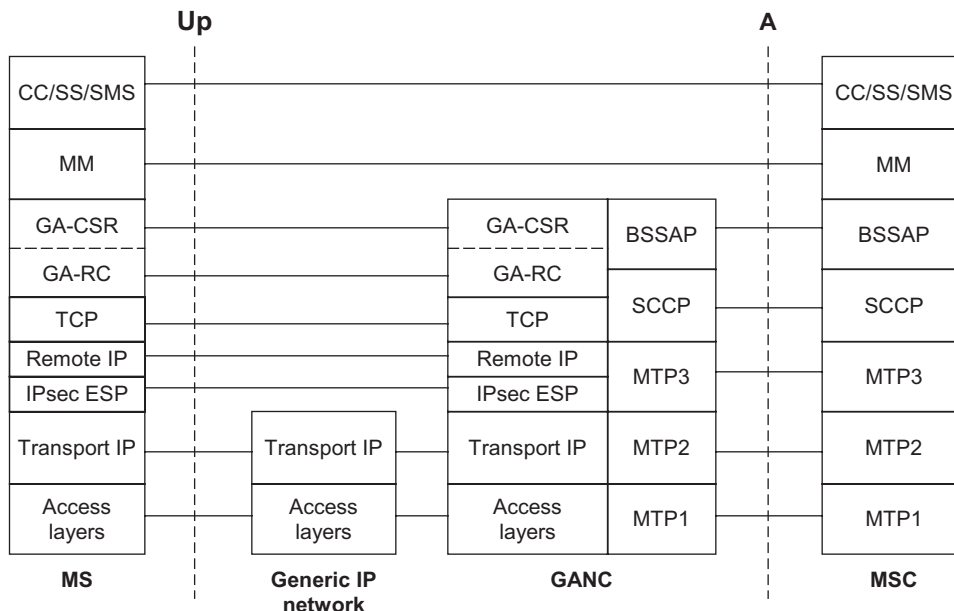 Up A
CC/SS/SMS CC/SS/SMS
MM MM
GA-CSR GA-CSR BSSAP BSSAP
GA-RC GA-RC
TCP TCP SCCP SCCP
Remote IP Remote IP
IPsec ESP IPsec ESP MTP3 MTP3
Transport IP Transport IP Transport IP MTP2 MTP2
Access Access Access
layers layers layers MTP1 MTP1
MS Generic IP GANC MSC
network